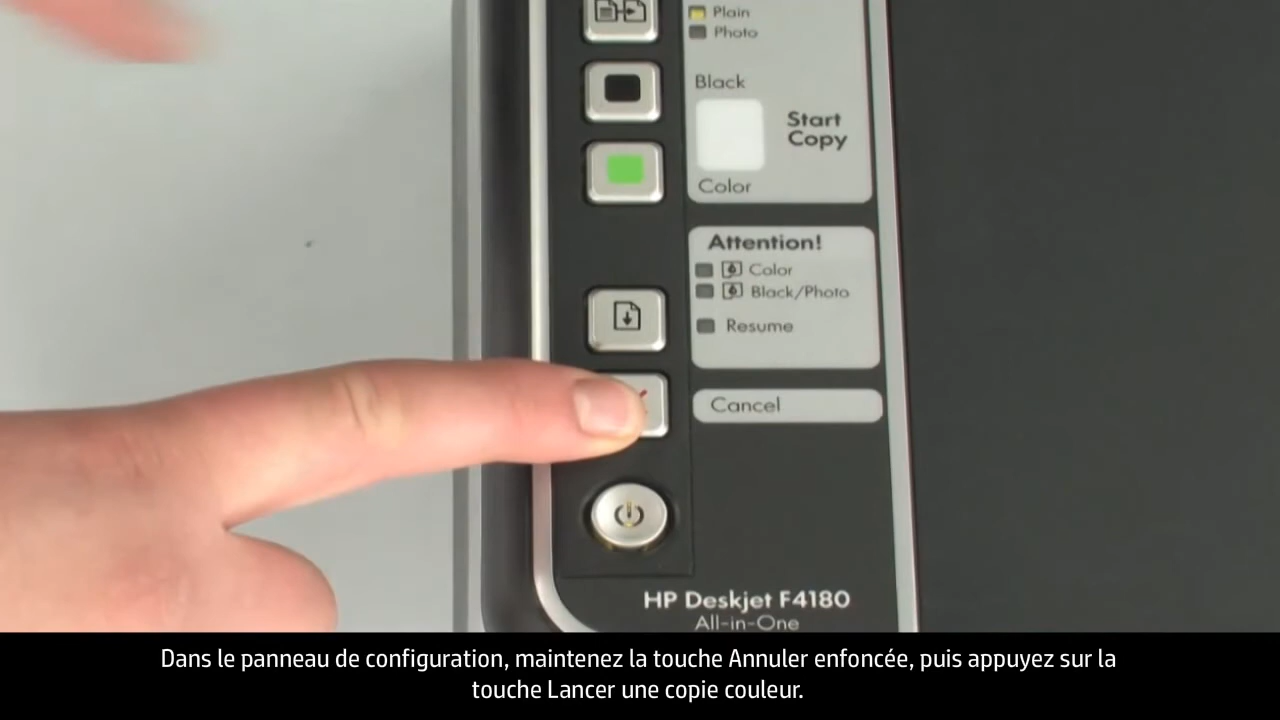 Plain
Photo
Black
Start
Copy
Color
Attention!
Color
Black/Photo
Resume
Cancel
HP Deskjet F4180
All-in-One
Dans le panneau de configuration, maintenez la touche Annuler enfoncée, puis appuyez sur la
touche Lancer une copie couleur.